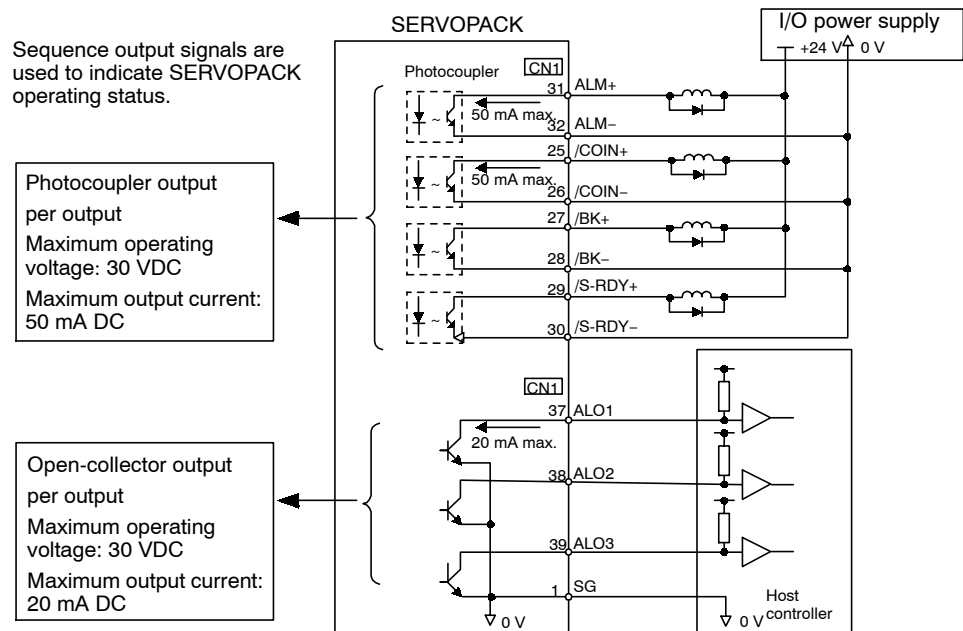 SERVOPACK
I/O power supply
+24 V
0 V
Sequence output signals are
used to indicate SERVOPACK
operating status.
Photocoupler
CN1
31 ALM+
50 mA max.
32 ALM−
25 /COIN+
50 mA max.
26 /COIN−
27 /BK+
28 /BK−
29 /S-RDY+
30 /S-RDY−
Photocoupler output
per output
Maximum operating
voltage: 30 VDC
Maximum output current:
50 mA DC
CN1
37 ALO1
20 mA max.
38 ALO2
39 ALO3
1 SG
0 V
0 V
Host
controller
Open-collector output
per output
Maximum operating
voltage: 30 VDC
Maximum output current:
20 mA DC